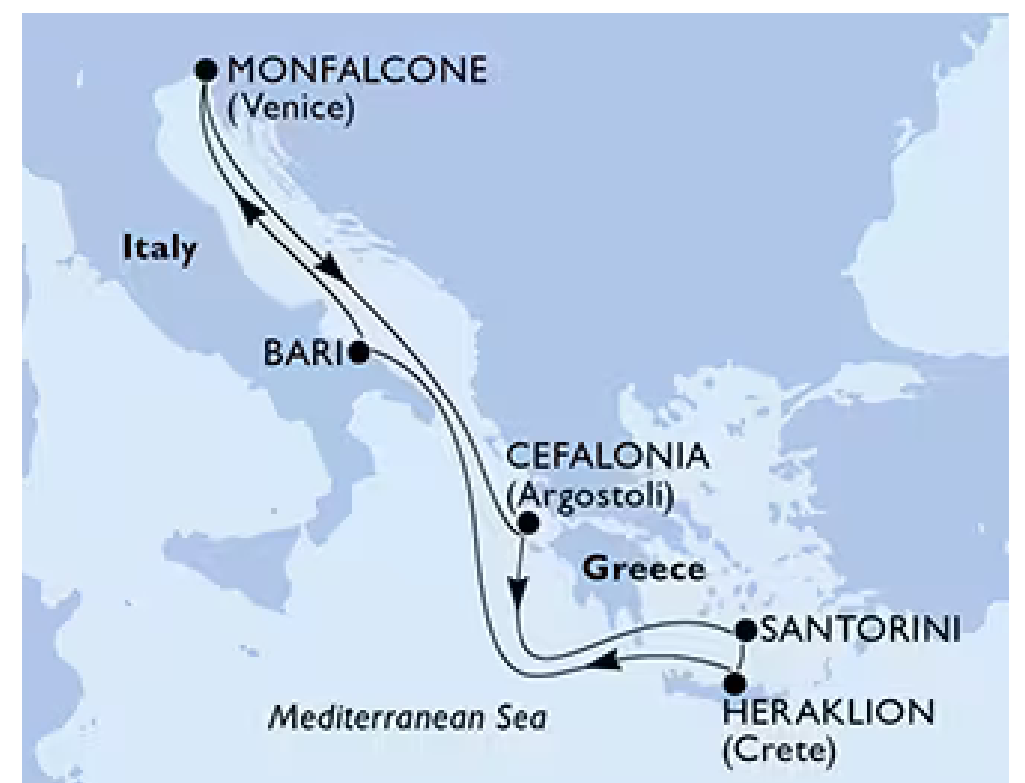 MONFALCONE
(Venice)
Italy
BARI
CEFALONIA
(Argostoli)
Greece
SANTORINI
HERAKLION
(Crete)
Mediterranean Sea